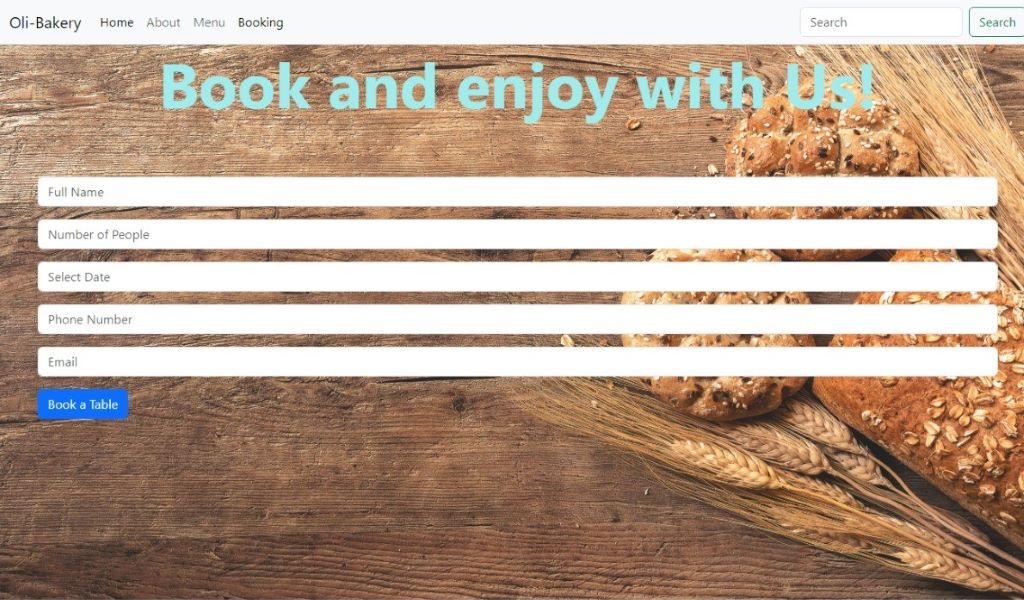 Oli-Bakery Home About Menu Booking Search Search
Book and enjoy with Us!
Full Name
Number of People
Select Date
Phone Number
Email
Book a Table